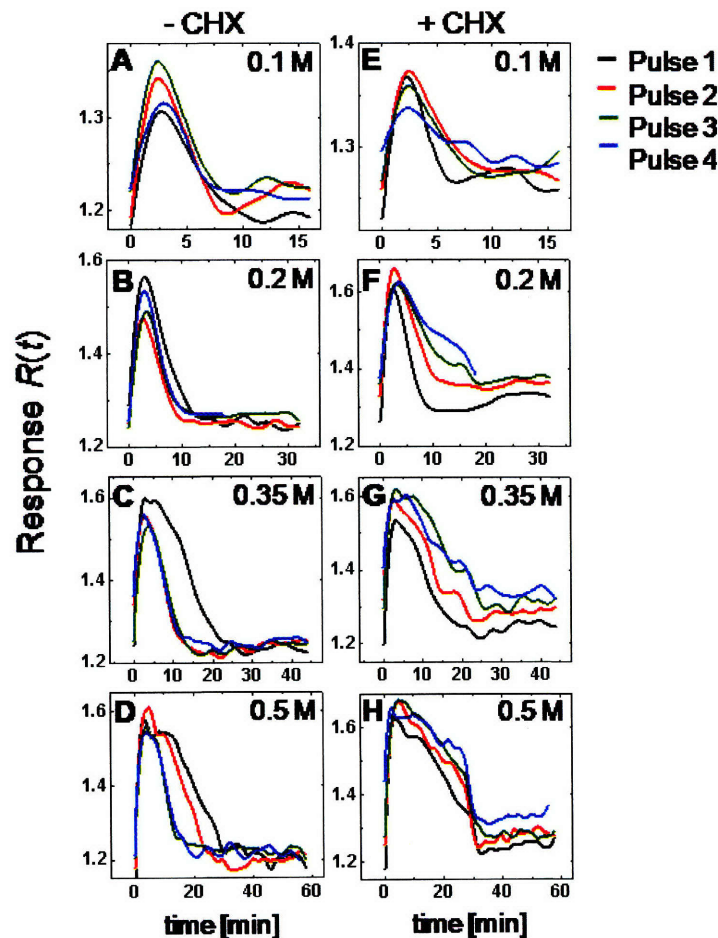 - CHX
+ CHX
Pulse 1
Pulse 2
Pulse 3
Pulse 4
Response R(t)
A 0.1 M
1.3
1.2
0 5 10 15
E 0.1 M
1.4
1.3
0 5 10 15
B 0.2 M
1.6
1.4
1.2
0 10 20 30
F 0.2 M
1.6
1.4
1.2
0 10 20 30
C 0.35 M
1.6
1.4
1.2
0 10 20 30 40
G 0.35 M
1.6
1.4
1.2
0 10 20 30 40
D 0.5 M
1.6
1.4
1.2
0 20 40 60
time [min]
H 0.5 M
1.6
1.4
1.2
0 20 40 60
time [min]